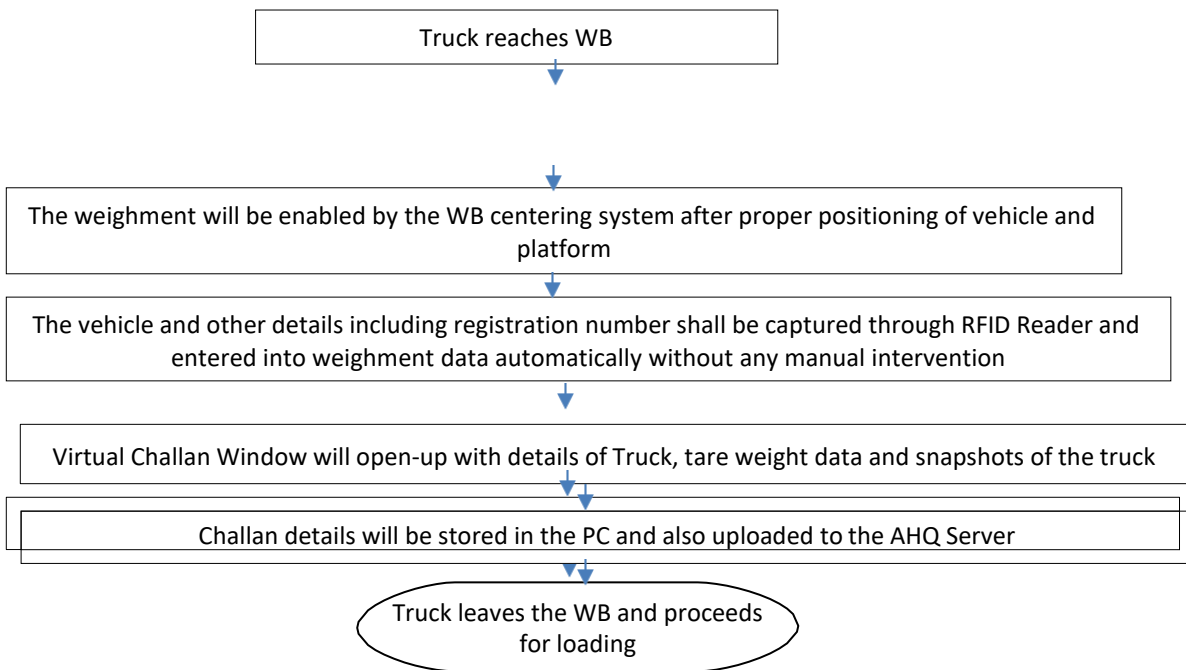 Truck reaches WB
The weighment will be enabled by the WB centering system after proper positioning of vehicle and
platform
The vehicle and other details including registration number shall be captured through RFID Reader and
entered into weighment data automatically without any manual intervention
Virtual Challan Window will open-up with details of Truck, tare weight data and snapshots of the truck
Challan details will be stored in the PC and also uploaded to the AHQ Server
Truck leaves the WB and proceeds
for loading